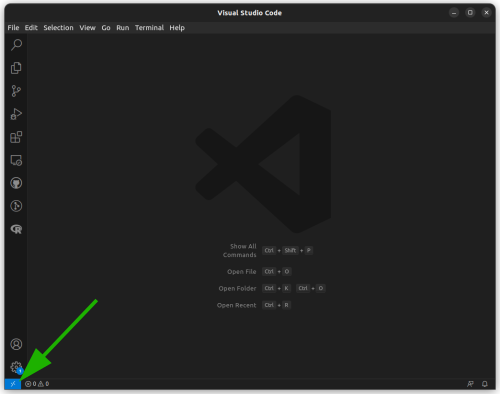 Visual Studio Code
File Edit Selection View Go Run Terminal Help
Show All Commands Ctrl + Shift + P
Open File Ctrl + O
Open Folder Ctrl + K Ctrl + O
Open Recent Ctrl + R
0 0